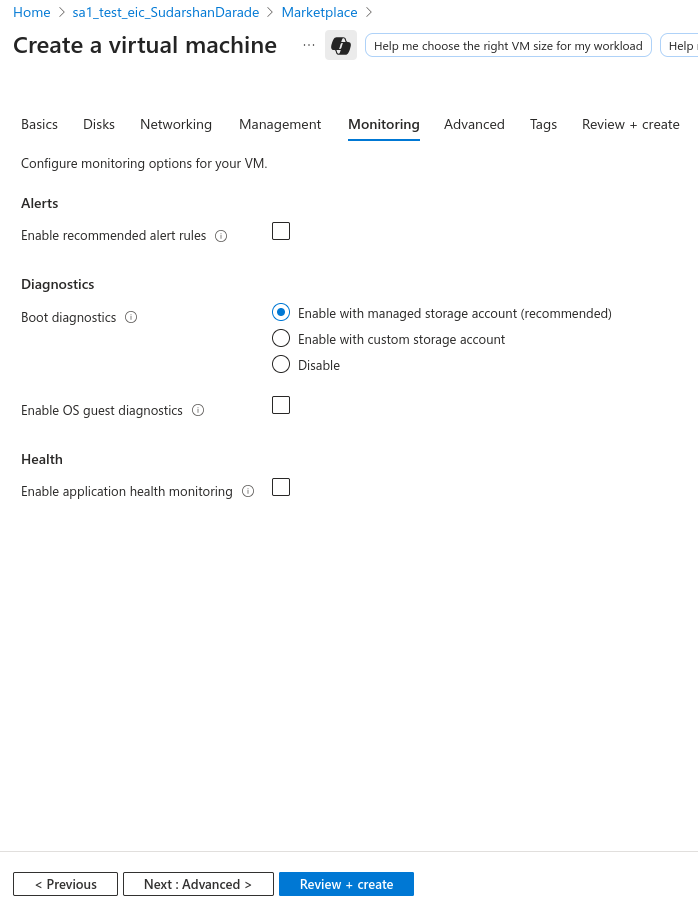 Home > sa1_test_eic_SudarshanDarade > Marketplace >
Create a virtual machine ... Help me choose the right VM size for my workload Help
Basics Disks Networking Management Monitoring Advanced Tags Review + create
Configure monitoring options for your VM.
Alerts
Enable recommended alert rules
Diagnostics
Boot diagnostics
Enable with managed storage account (recommended)
Enable with custom storage account
Disable
Enable OS guest diagnostics
Health
Enable application health monitoring
< Previous Next : Advanced > Review + create